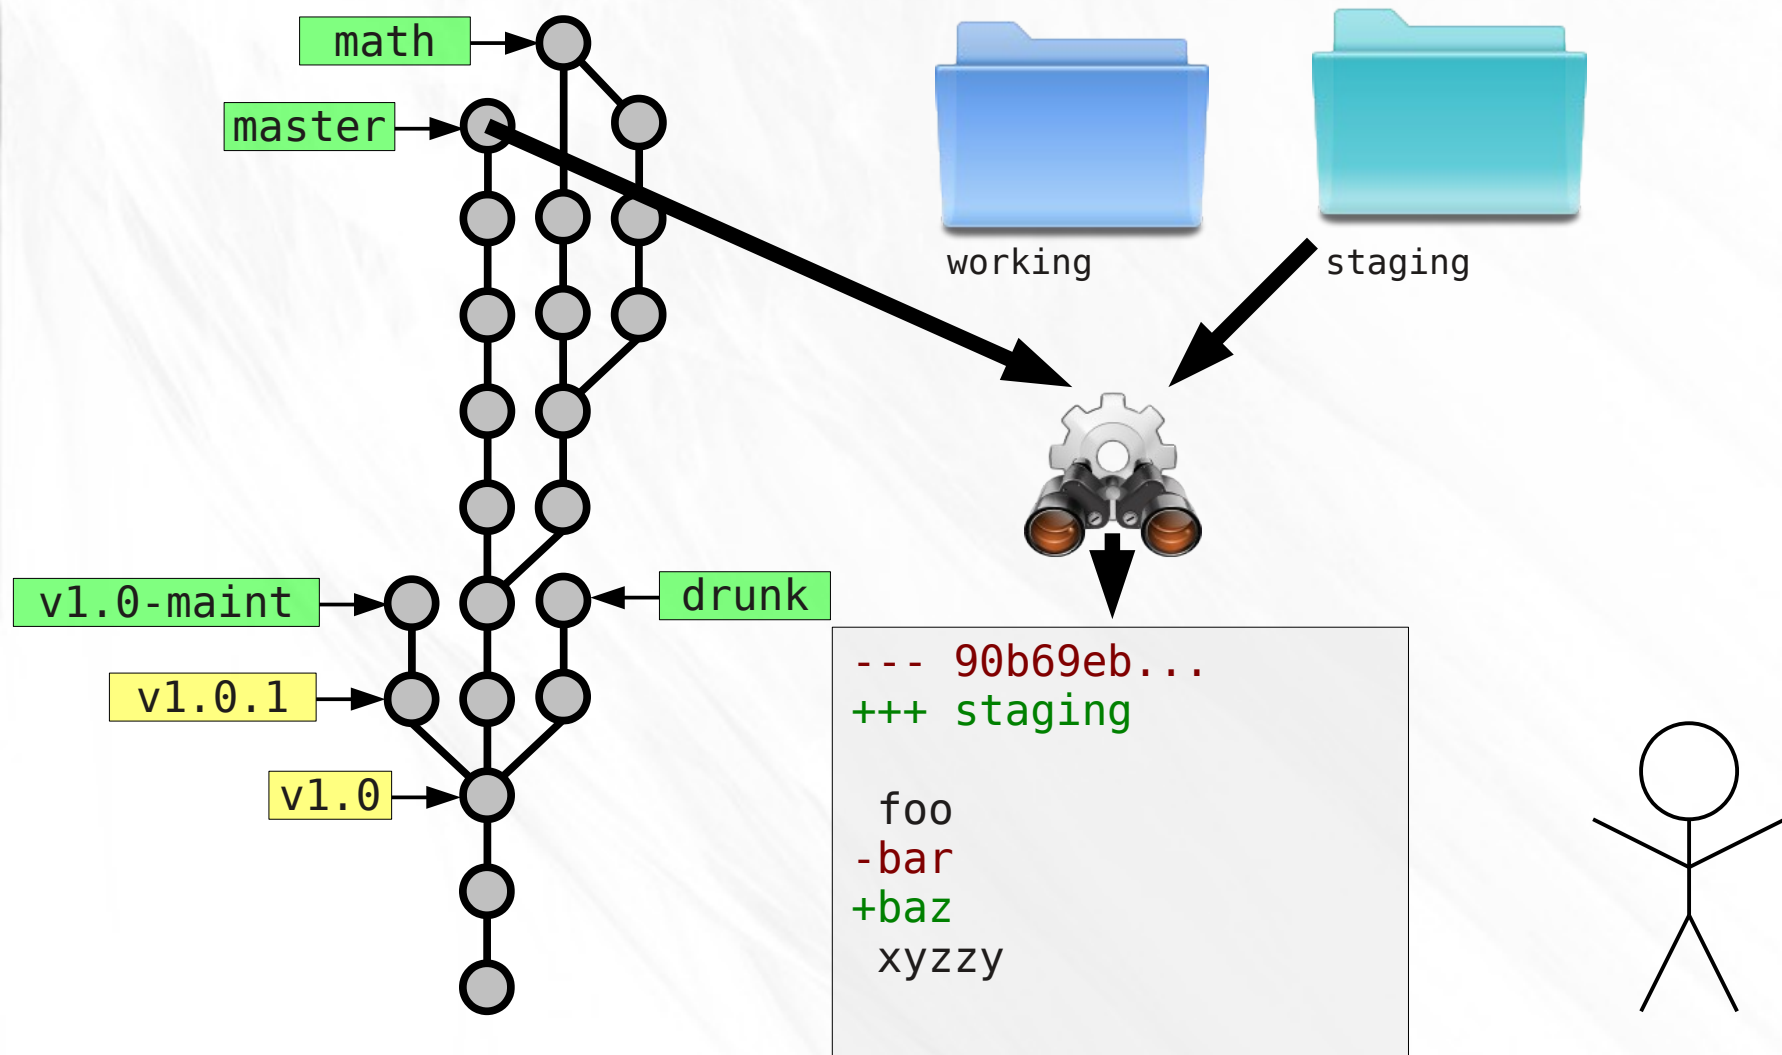 math
master
working
staging
v1.0-maint
drunk
v1.0.1
v1.0
--- 90b69eb...
+++ staging
 foo
-bar
+baz
 xyzzy